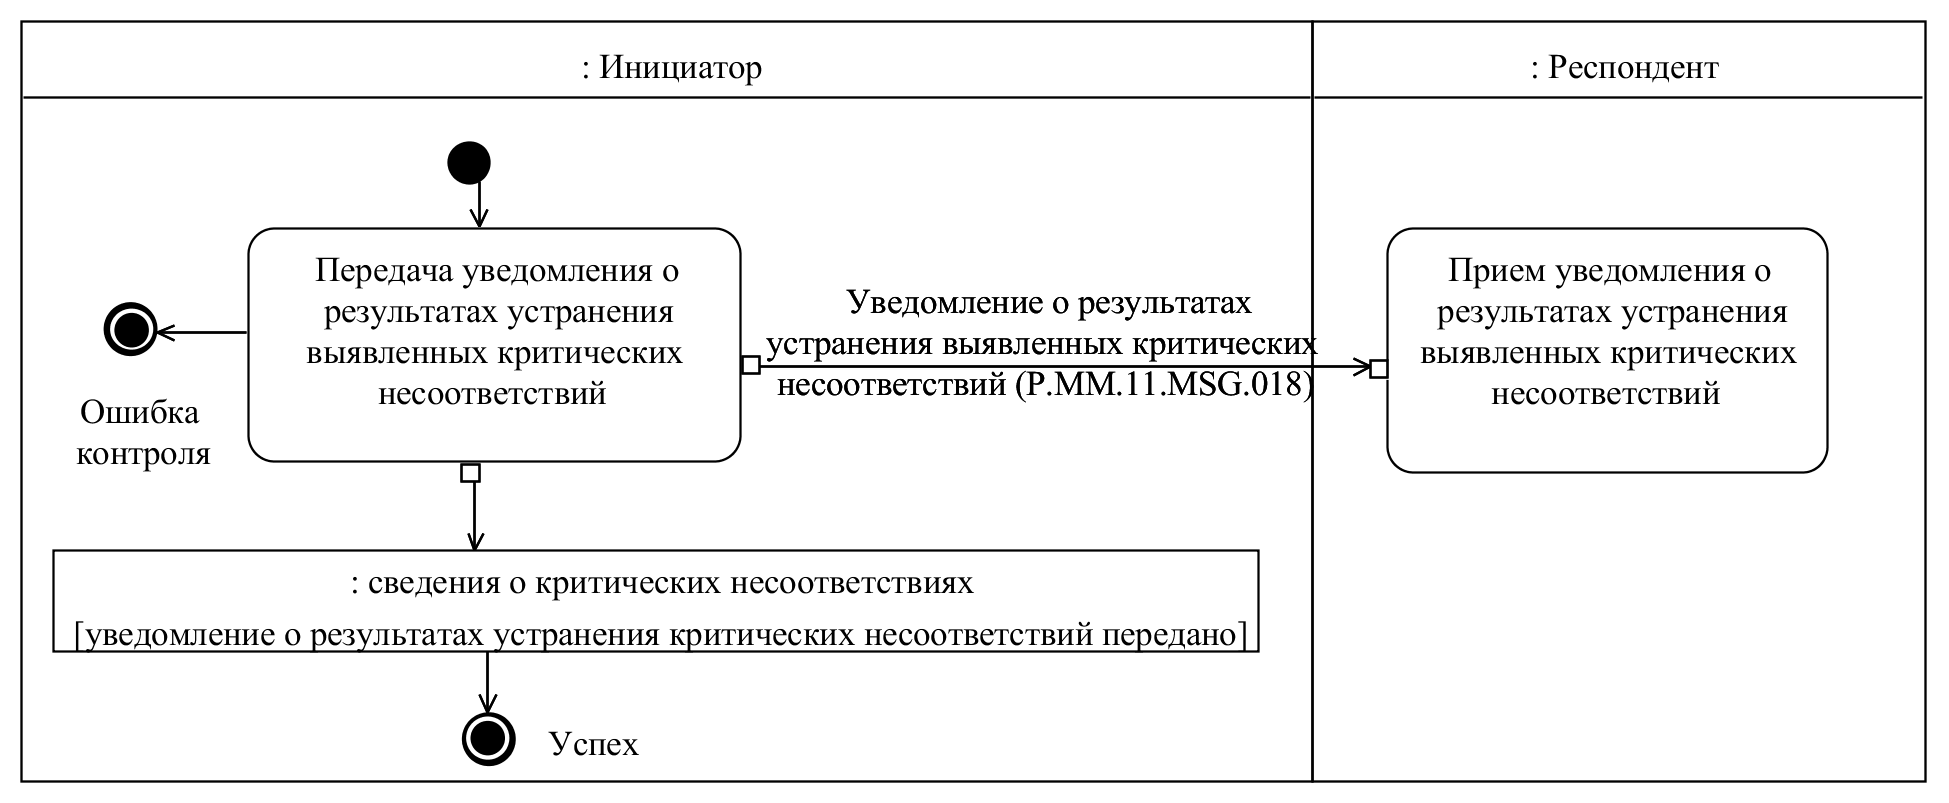 : Инициатор
: Респондент
Передача уведомления о
результатах устранения
выявленных критических
несоответствий
Ошибка
контроля
Уведомление о результатах
устранения выявленных критических
несоответствий (P.MM.11.MSG.018)
Прием уведомления о
результатах устранения
выявленных критических
несоответствий
: сведения о критических несоответствиях
[уведомление о результатах устранения критических несоответствий передано]
Успех